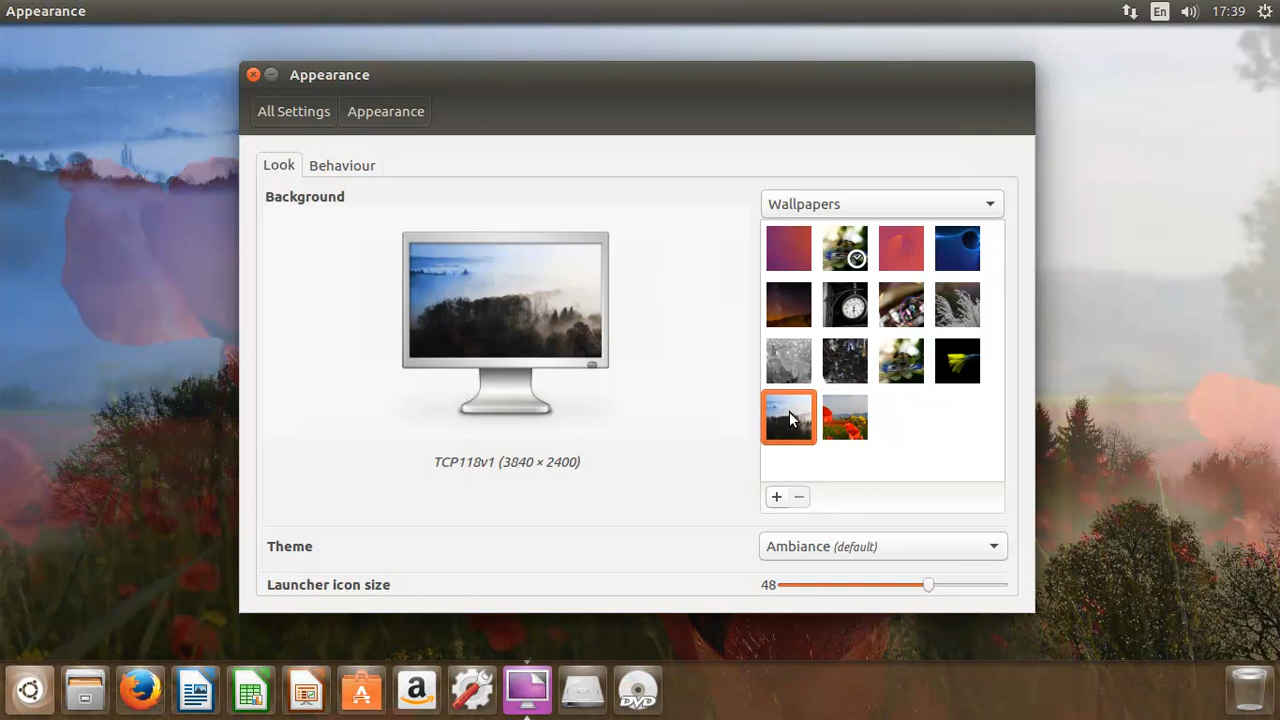 Appearance
En
17:39
Appearance
All Settings
Appearance
Look
Behaviour
Background
Wallpapers
TCP118v1 (3840 × 2400)
Theme
Ambiance (default)
Launcher icon size
48
A
a
DVD